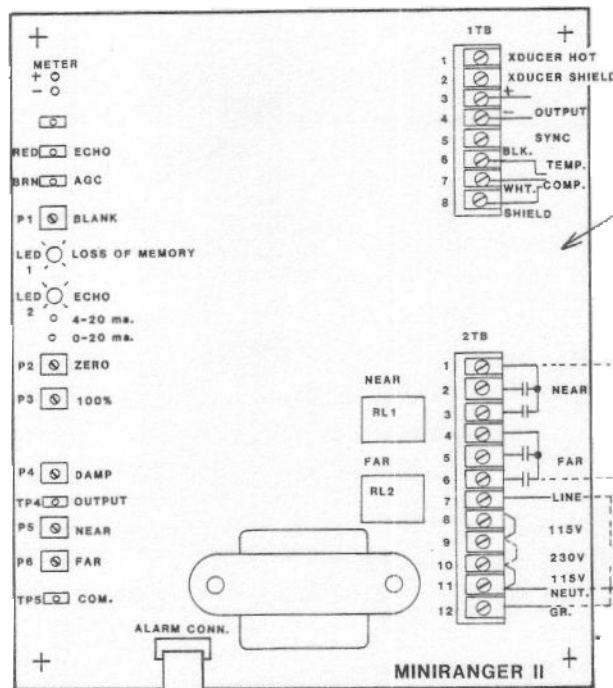 METER
+
-
RED ECHO
BRN AGC
P1 BLANK
LED 1 LOSS OF MEMORY
LED 2 ECHO
4-20 ma.
0-20 ma.
P2 ZERO
P3 100%
P4 DAMP
TP4 OUTPUT
P5 NEAR
P6 FAR
TP5 COM.
ALARM CONN.
NEAR
RL1
FAR
RL2
1TB
1 XDUCER HOT
2 XDUCER SHIELD
3 +
4 - OUTPUT
5 SYNC
6 BLK. TEMP.
7 WHT. COMP.
8 SHIELD
2TB
1
2 NEAR
3
4
5 FAR
6
7 LINE
8 115V
9
10 230V
11 115V
NEUT.
12 GR.
MINIRANGER II